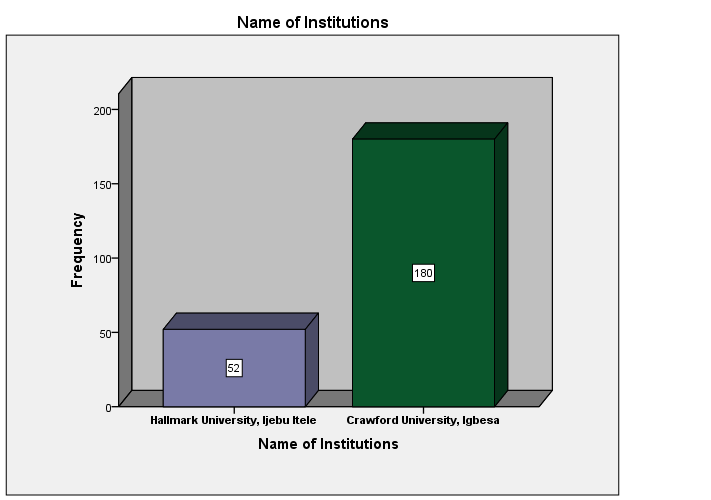 Name of Institutions
200
150
100
50
0
Frequency
52
180
Hallmark University, Ijebu Itele
Crawford University, Igbesa
Name of Institutions